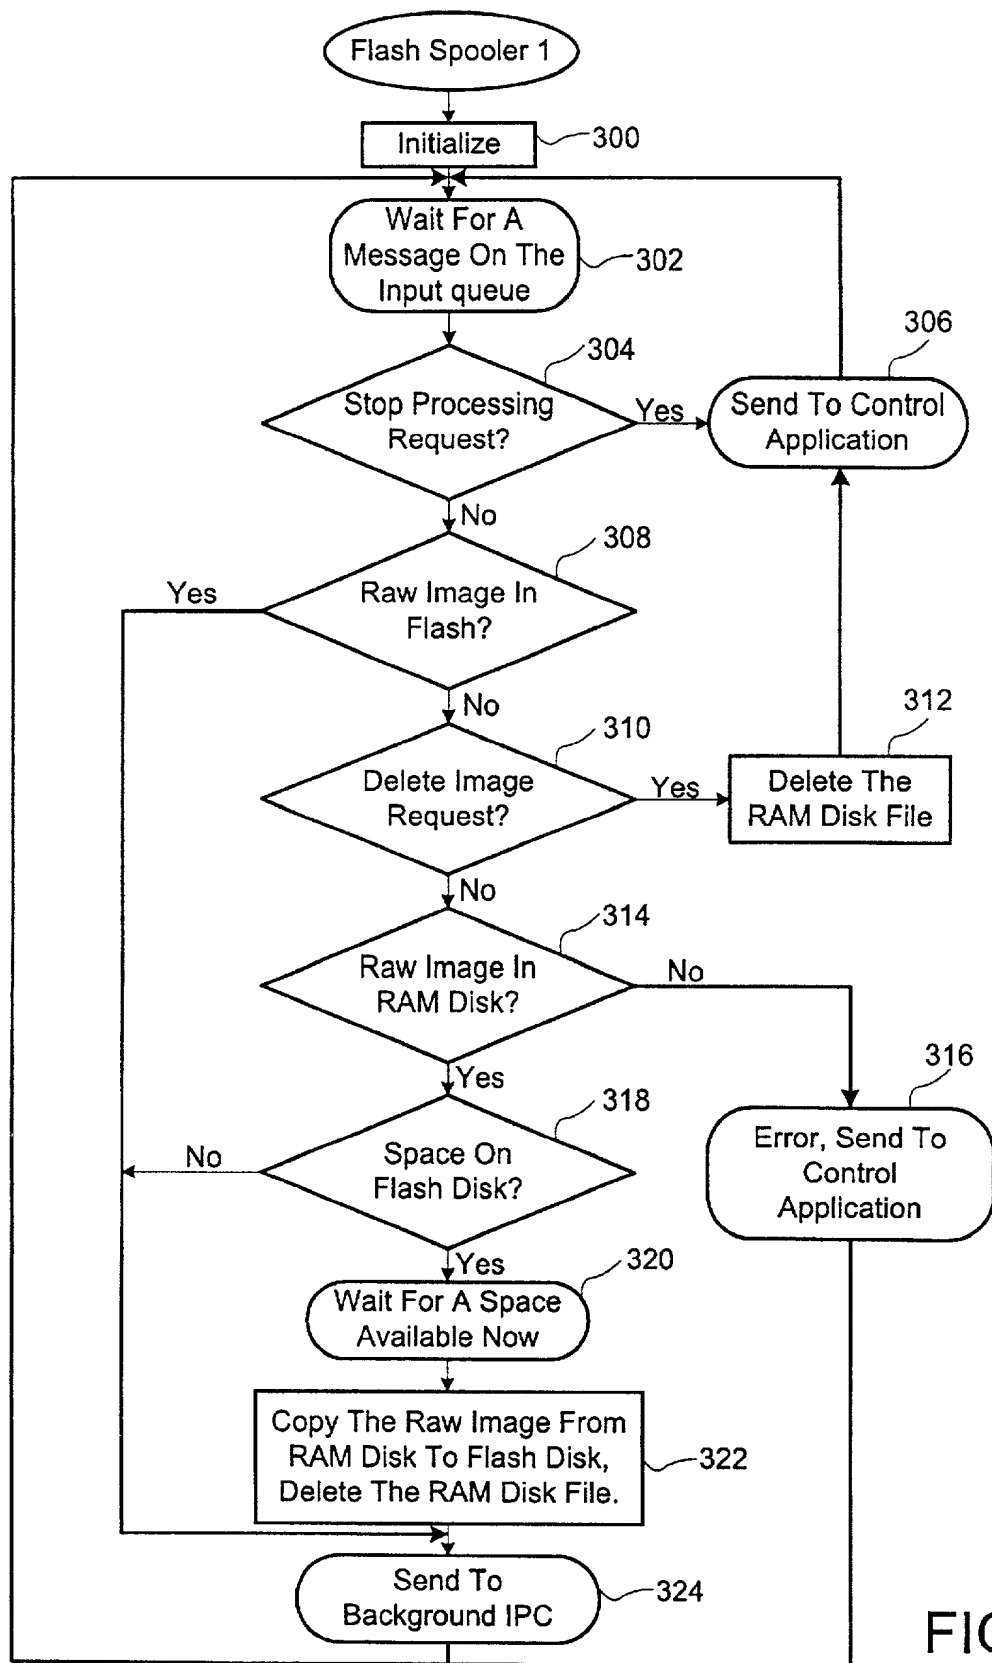 Flash Spooler 1
Initialize
300
Wait For A
Message On The
Input queue
302
304
Stop Processing
Request?
Yes
306
Send To Control
Application
No
308
Yes
Raw Image In
Flash?
No
310
312
Delete Image
Request?
Yes
Delete The
RAM Disk File
No
314
Raw Image In
RAM Disk?
No
Yes
316
318
Error, Send To
Control
Application
No
Space On
Flash Disk?
Yes
320
Wait For A Space
Available Now
Copy The Raw Image From
RAM Disk To Flash Disk,
Delete The RAM Disk File.
322
Send To
Background IPC
324